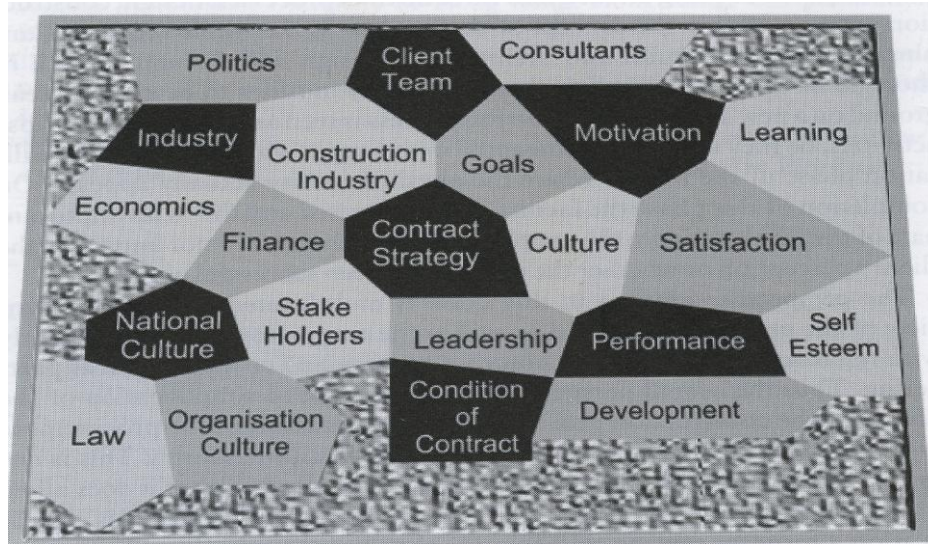 Politics
Client
Team
Consultants
Industry
Construction
Industry
Goals
Motivation
Learning
Economics
Finance
Contract
Strategy
Culture
Satisfaction
National
Culture
Stake
Holders
Leadership
Performance
Self
Esteem
Law
Organisation
Culture
Condition
of
Contract
Development